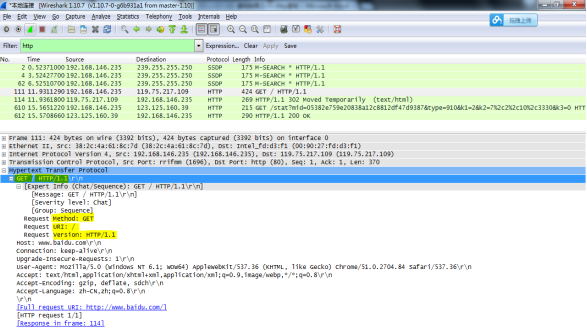 *本地连接 [Wireshark 1.10.7 (v1.10.7-0-g6b931a1 from master-1.10)]
File Edit View Go Capture Analyze Statistics Telephony Tools Internals Help
拖拽上传
Filter: http Expression... Clear Apply Save
No. Time Source Destination Protocol Length Info
2 0.52371000 192.168.146.235 239.255.255.250 SSDP 175 M-SEARCH * HTTP/1.1
4 3.52427700 192.168.146.235 239.255.255.250 SSDP 175 M-SEARCH * HTTP/1.1
62 6.52510700 192.168.146.235 239.255.255.250 SSDP 175 M-SEARCH * HTTP/1.1
111 11.9311290 192.168.146.235 119.75.217.109 HTTP 424 GET / HTTP/1.1
114 11.9361800 119.75.217.109 192.168.146.235 HTTP 269 HTTP/1.1 302 Moved Temporarily (text/html)
610 15.5651220 192.168.146.235 123.125.160.39 HTTP
612 15.5708660 123.125.160.39 192.168.146.235 HTTP 290 HTTP/1.1 200 OK
Frame 111: 424 bytes on wire (3392 bits), 424 bytes captured (3392 bits) on interface 0
Ethernet II, Src: 38:2c:4a:61:8c:7d (38:2c:4a:61:8c:7d), Dst: Intel_fd:d3:f1 (00:90:27:fd:d3:f1)
Internet Protocol Version 4, Src: 192.168.146.235 (192.168.146.235), Dst: 119.75.217.109 (119.75.217.109)
Transmission Control Protocol, Src Port: rrifmm (1696), Dst Port: http (80), Seq: 1, Ack: 1, Len: 370
Hypertext Transfer Protocol
GET / HTTP/1.1\r\n
[Expert Info (Chat/Sequence): GET / HTTP/1.1\r\n]
[Message: GET / HTTP/1.1\r\n]
[Severity level: Chat]
[Group: Sequence]
Request Method: GET
Request URI: /
Request Version: HTTP/1.1
Host: www.baidu.com\r\n
Connection: keep-alive\r\n
Upgrade-Insecure-Requests: 1\r\n
User-Agent: Mozilla/5.0 (Windows NT 6.1; WOW64) AppleWebKit/537.36 (KHTML, like Gecko) Chrome/51.0.2704.84 Safari/537.36\r\n
Accept: text/html,application/xhtml+xml,application/xml;q=0.9,image/webp,*/*;q=0.8\r\n
Accept-Encoding: gzip, deflate, sdch\r\n
Accept-Language: zh-CN,zh;q=0.8\r\n
\r\n
[Full request URI: http://www.baidu.com/]
[HTTP request 1/1]
[Response in frame: 114]